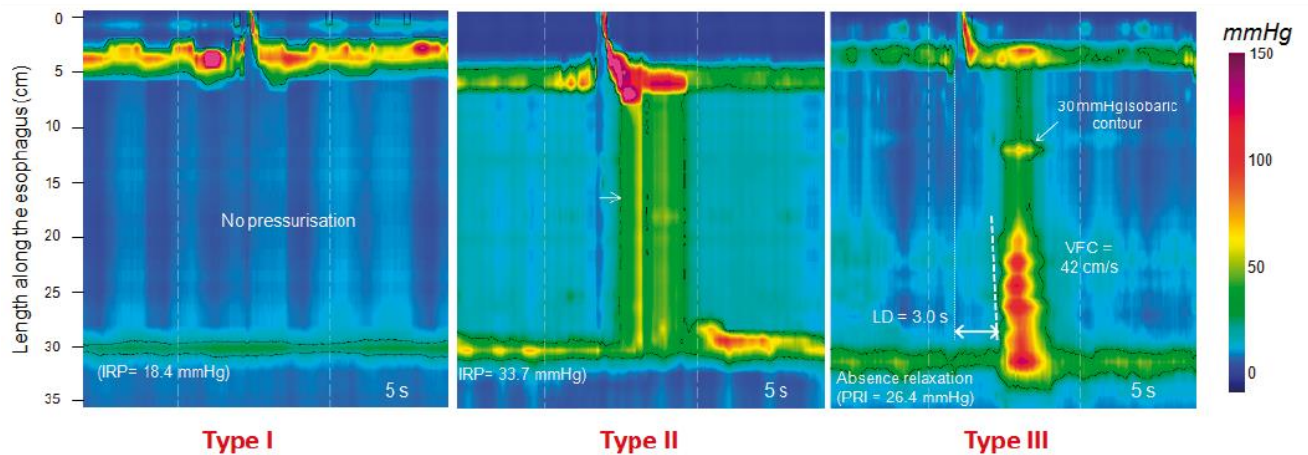 0
5
10
15
20
25
30
35
Length along the esophagus (cm)
No pressurisation
(IRP= 18.4 mmHg)
5 s
Type I
IRP= 33.7 mmHg)
5 s
Type II
30 mmHg isobaric
contour
VFC =
42 cm/s
LD = 3.0 s
Absence relaxation
(PRI = 26.4 mmHg)
5 s
Type III
mmHg
150
100
50
0